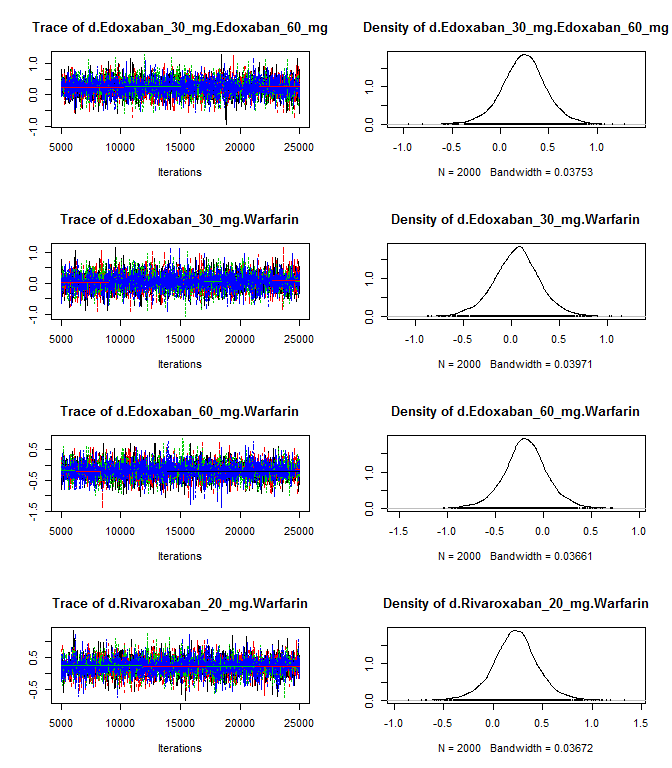 Trace of d.Edoxaban_30_mg.Edoxaban_60_mg
1.0
0.0
-1.0
5000 10000 15000 20000 25000
Iterations
Density of d.Edoxaban_30_mg.Edoxaban_60_mg
1.0
0.0
-1.0 -0.5 0.0 0.5 1.0
N = 2000 Bandwidth = 0.03753
Trace of d.Edoxaban_30_mg.Warfarin
1.0
0.0
-1.0
5000 10000 15000 20000 25000
Iterations
Density of d.Edoxaban_30_mg.Warfarin
1.0
0.0
-1.0 -0.5 0.0 0.5 1.0
N = 2000 Bandwidth = 0.03971
Trace of d.Edoxaban_60_mg.Warfarin
0.5
-0.5
-1.5
5000 10000 15000 20000 25000
Iterations
Density of d.Edoxaban_60_mg.Warfarin
1.0
0.0
-1.5 -1.0 -0.5 0.0 0.5 1.0
N = 2000 Bandwidth = 0.03661
Trace of d.Rivaroxaban_20_mg.Warfarin
0.5
-0.5
5000 10000 15000 20000 25000
Iterations
Density of d.Rivaroxaban_20_mg.Warfarin
1.0
0.0
-1.0 -0.5 0.0 0.5 1.0 1.5
N = 2000 Bandwidth = 0.03672